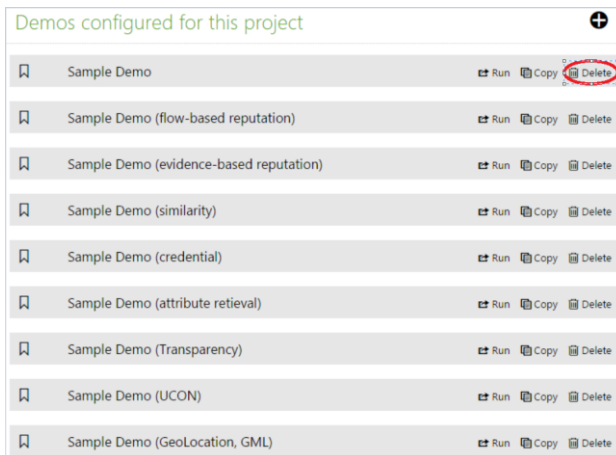 Demos configured for this project
Sample Demo Run Copy Delete
Sample Demo (flow-based reputation) Run Copy Delete
Sample Demo (evidence-based reputation) Run Copy Delete
Sample Demo (similarity) Run Copy Delete
Sample Demo (credential) Run Copy Delete
Sample Demo (attribute retieval) Run Copy Delete
Sample Demo (Transparency) Run Copy Delete
Sample Demo (UCON) Run Copy Delete
Sample Demo (GeoLocation, GML) Run Copy Delete